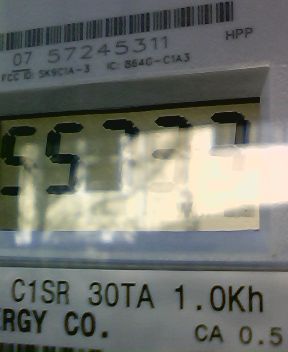 07 57245311
HPP
FCC ID: SK9C1A-3 IC: 864G-C1A3
C1SR 30TA 1.0Kh
RGY CO.
CA 0.5